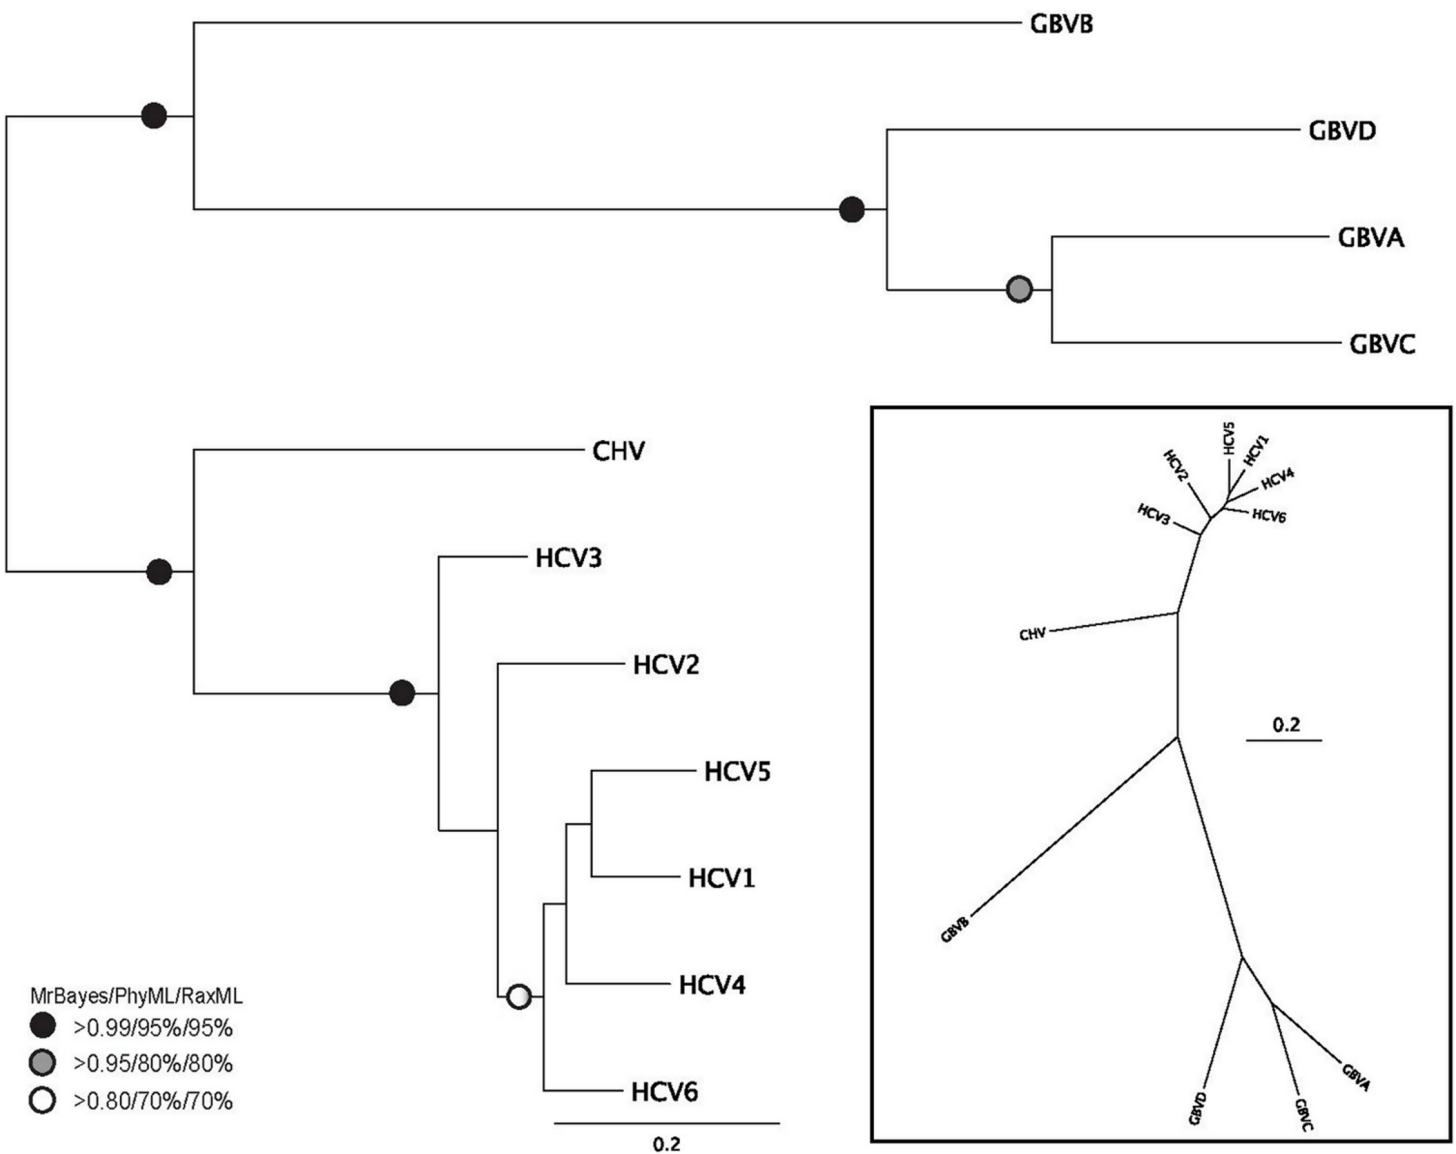 GBVB
GBVD
GBVA
GBVC
CHV
HCV3
HCV2
HCV5
HCV1
HCV4
HCV6
0.2
MrBayes/PhyML/RaxML
>0.99/95%/95%
>0.95/80%/80%
>0.80/70%/70%
HCV5
HCV1
HCV2
HCV4
HCV3
HCV6
CHV
0.2
GBVB
GBVA
GBVD
GBVC